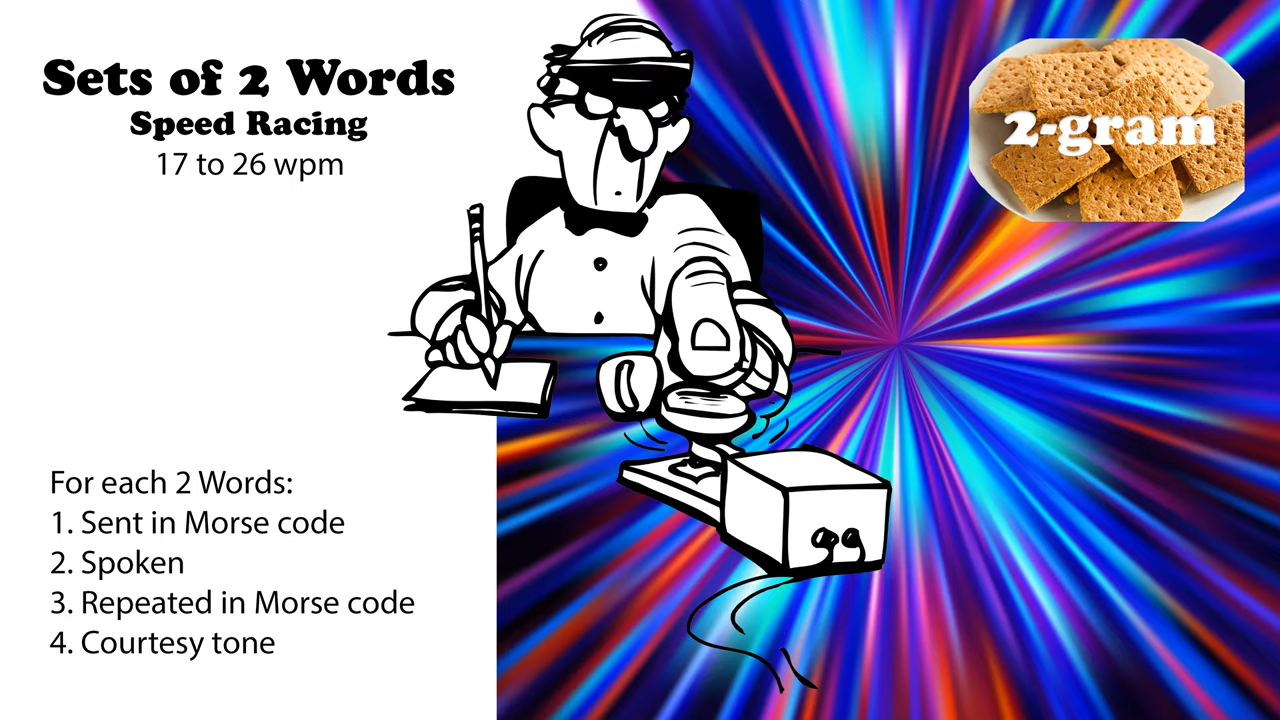 Sets of 2 Words
Speed Racing
17 to 26 wpm
2-gram
For each 2 Words:
1. Sent in Morse code
2. Spoken
3. Repeated in Morse code
4. Courtesy tone